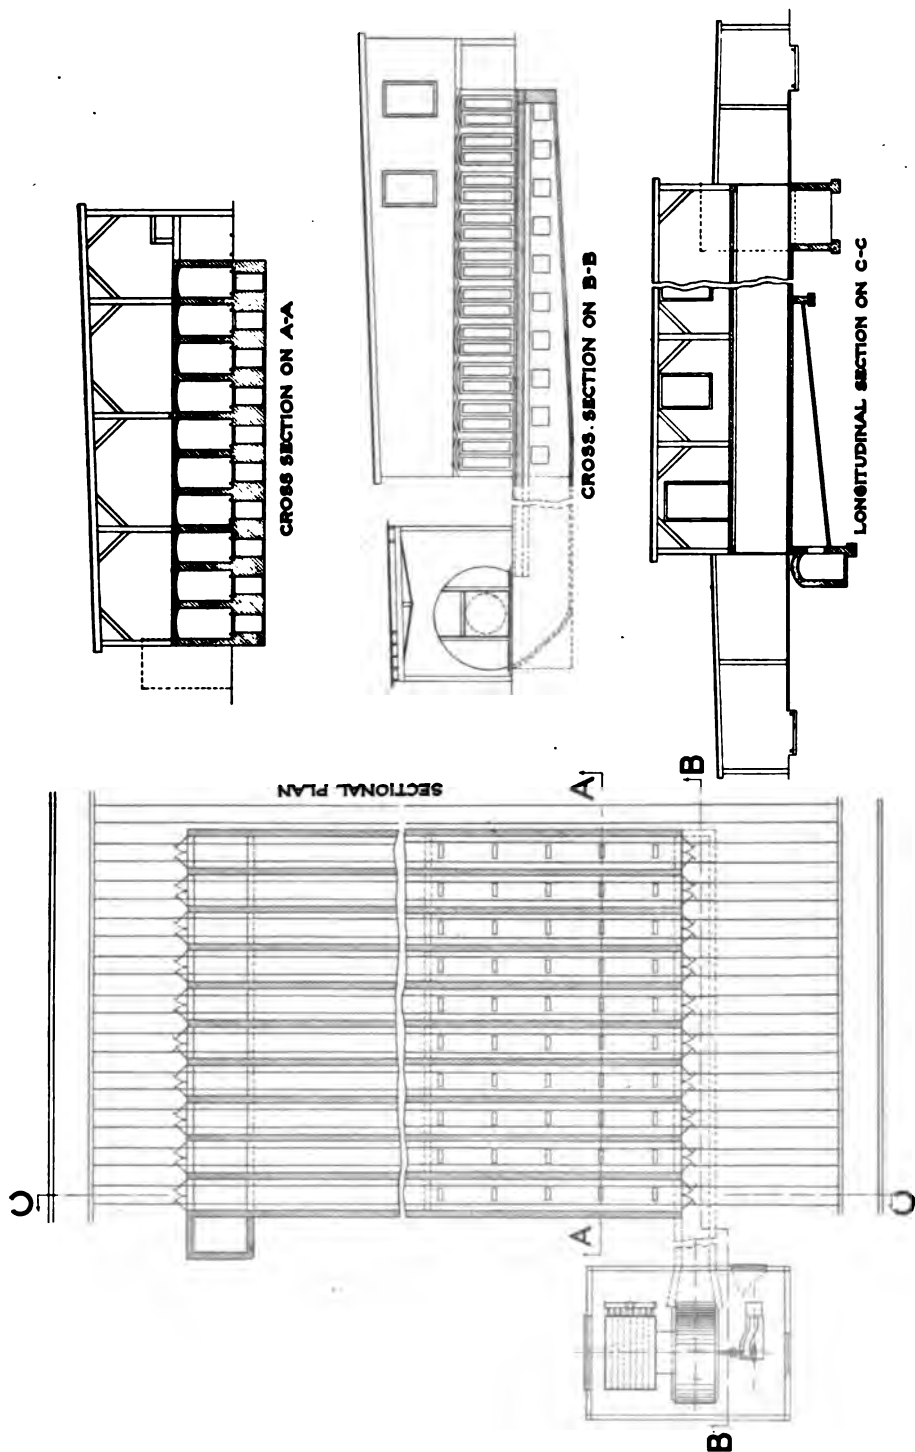 CROSS SECTION ON A-A
CROSS. SECTION ON B-B
LONGITUDINAL SECTION ON C-C
SECTIONAL PLAN
A
B
C
C
A
B